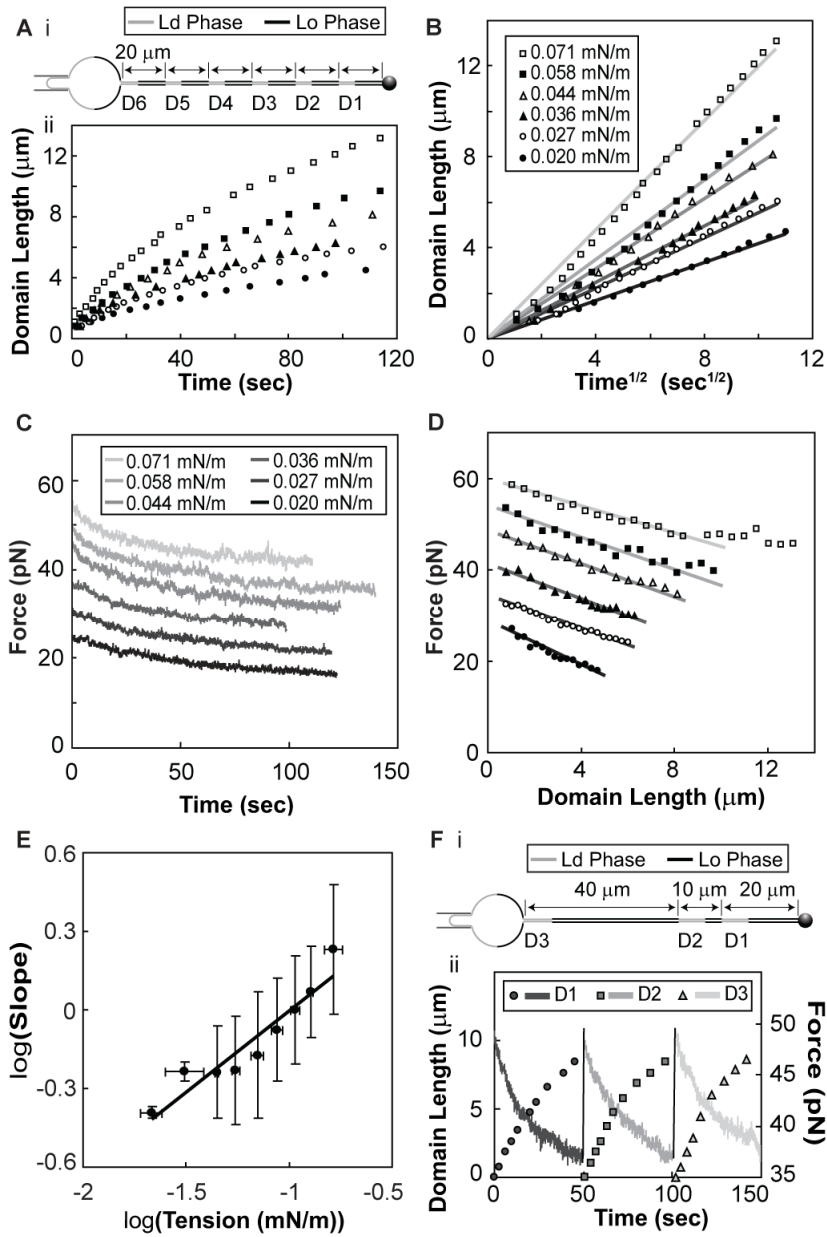 A i
Ld Phase Lo Phase
20 μm
D6 D5 D4 D3 D2 D1
ii
Domain Length (μm)
12
8
4
0
0 40 80 120
Time (sec)
B
0.071 mN/m
0.058 mN/m
0.044 mN/m
0.036 mN/m
0.027 mN/m
0.020 mN/m
Domain Length (μm)
12
8
4
0
0 4 8 12
Time1/2 (sec1/2)
C
0.071 mN/m 0.036 mN/m
0.058 mN/m 0.027 mN/m
0.044 mN/m 0.020 mN/m
Force (pN)
60
40
20
0
0 50 100 150
Time (sec)
D
Force (pN)
60
40
20
0
0 4 8 12
Domain Length (μm)
E
log(Slope)
0.6
0.3
0
-0.3
-0.6
-2 -1.5 -1 -0.5
log(Tension (mN/m))
F i
Ld Phase Lo Phase
40 μm 10 μm 20 μm
D3 D2 D1
ii
D1 D2 D3
Domain Length (μm)
10
5
0
Force (pN)
50
45
40
35
0 50 100 150
Time (sec)